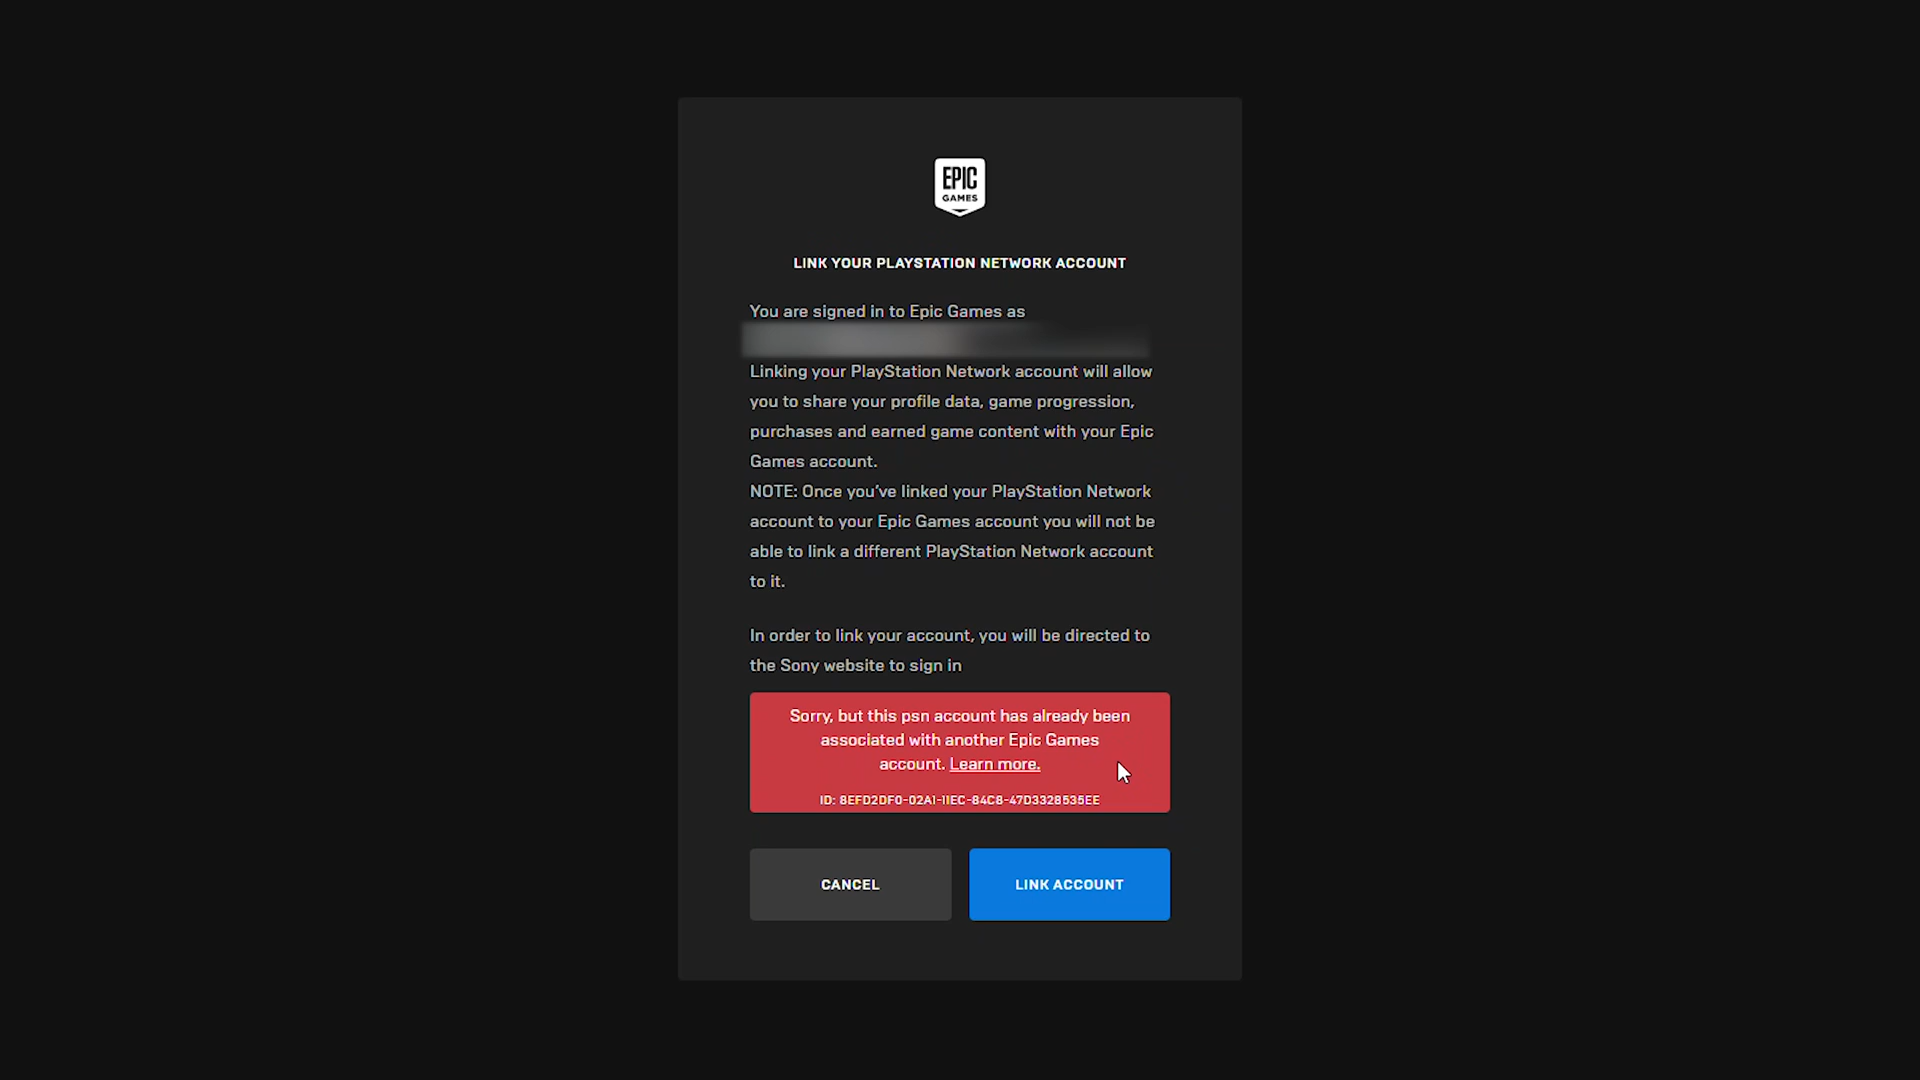 EPIC
GAMES
LINK YOUR PLAYSTATION NETWORK ACCOUNT
You are signed in to Epic Games as
Linking your PlayStation Network account will allow
you to share your profile data, game progression,
purchases and earned game content with your Epic
Games account.
NOTE: Once you've linked your PlayStation Network
account to your Epic Games account you will not be
able to link a different PlayStation Network account
to it.
In order to link your account, you will be directed to
the Sony website to sign in
Sorry, but this psn account has already been
associated with another Epic Games
account. Learn more.
ID: 8EFD2DF0-02A1-11EC-84C8-47D3328535EE
CANCEL
LINK ACCOUNT